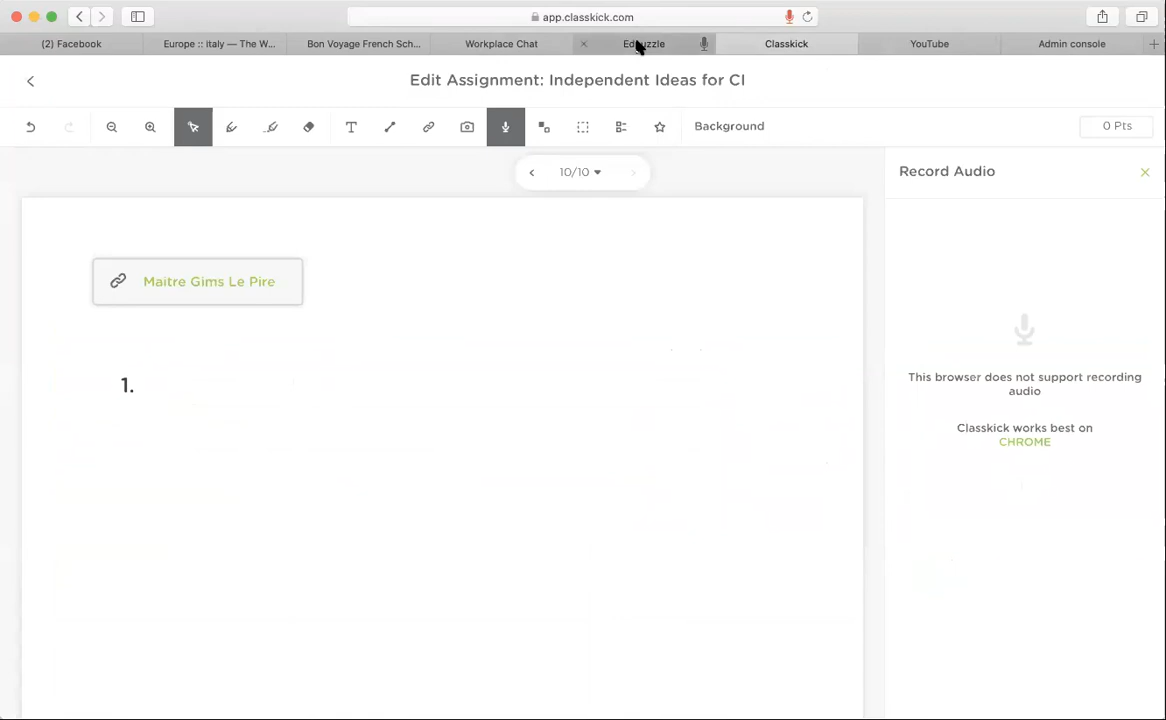 app.classkick.com
(2) Facebook
Europe :: Italy — The W...
Bon Voyage French Sch...
Workplace Chat
Classkick
YouTube
Admin console
Edit Assignment: Independent Ideas for CI
Background
0 Pts
10/10
Record Audio
Maitre Gims Le Pire
1.
This browser does not support recording
audio
Classkick works best on
CHROME